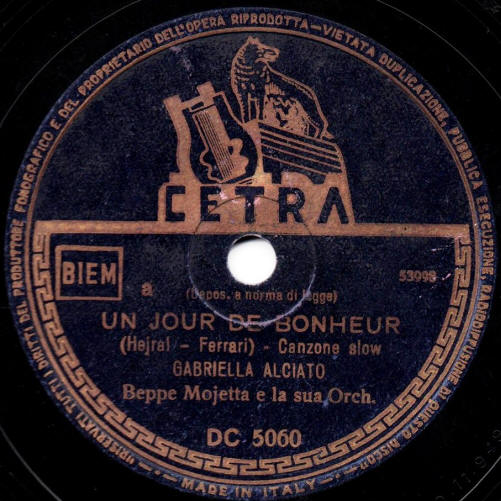 RISERVATI TUTTI I DIRITTI DEL PRODUTTORE FONOGRAFICO E DEL PROPRIETARIO DELL'OPERA RIPRODOTTA-VIETATA DUPLICAZIONE, PUBBLICA ESECUZIONE E RADIODIFFUSIONE DI QUESTO DISCO
CETRA
BIEM
a
53998
(Depos. a norma di legge)
UN JOUR DE BONHEUR
(Hejral - Ferrari) - Canzone slow
GABRIELLA ALCIATO
Beppe Mojetta e la sua Orch.
DC 5060
MADE IN ITALY